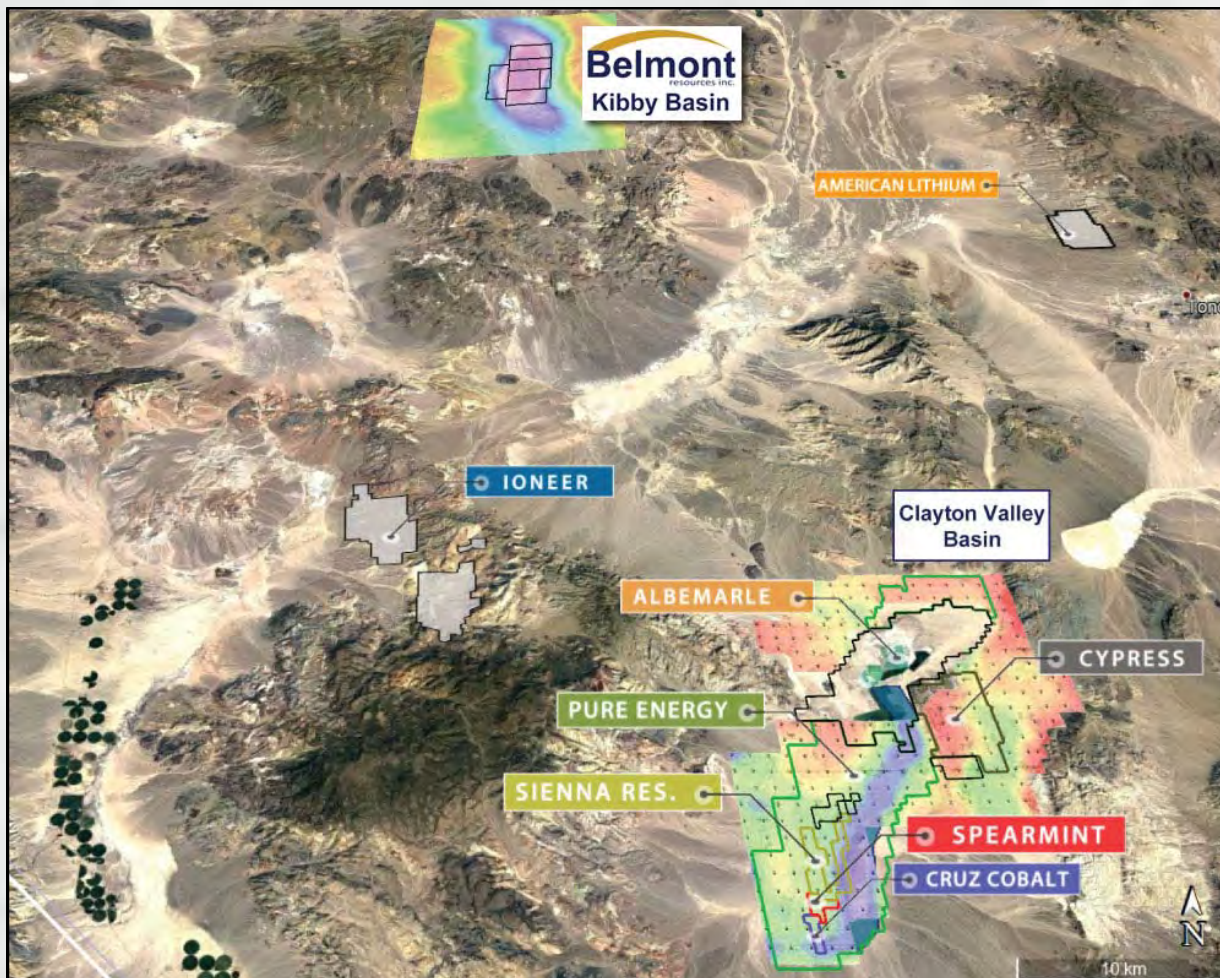 Belmont
resources inc.
Kibby Basin
AMERICAN LITHIUM
IONEER
Clayton Valley
Basin
ALBEMARLE
CYPRESS
PURE ENERGY
SIENNA RES.
SPEARMINT
CRUZ COBALT
N
10 km